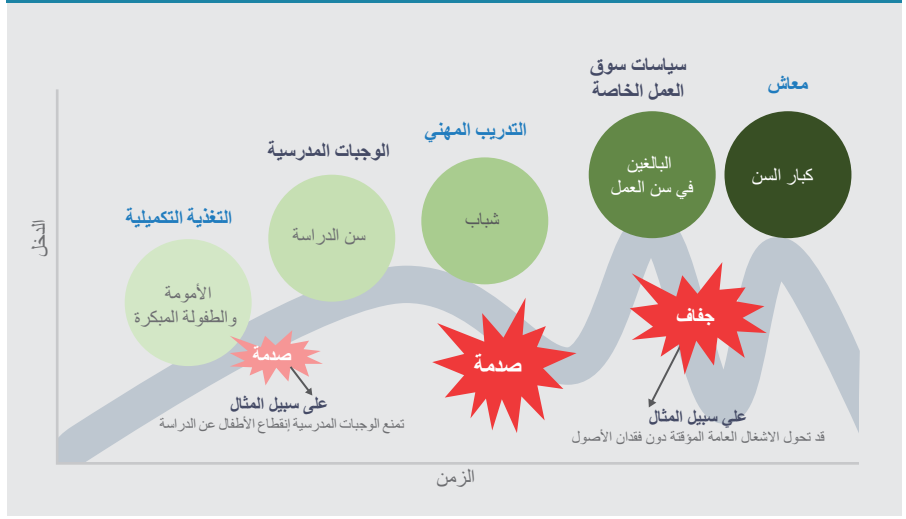 سياسات سوق
العمل الخاصة
معاش
التدريب المهني
الوجبات المدرسية
التغذية التكميلية
البالغين
في سن العمل
كبار السن
شباب
سن الدراسة
الأمومة
والطفولة المبكرة
الدخل
جفاف
صدمة
صدمة
على سبيل المثال
تمنع الوجبات المدرسية إنقطاع الأطفال عن الدراسة
علي سبيل المثال
قد تحول الاشغال العامة المؤقتة دون فقدان الأصول
الزمن